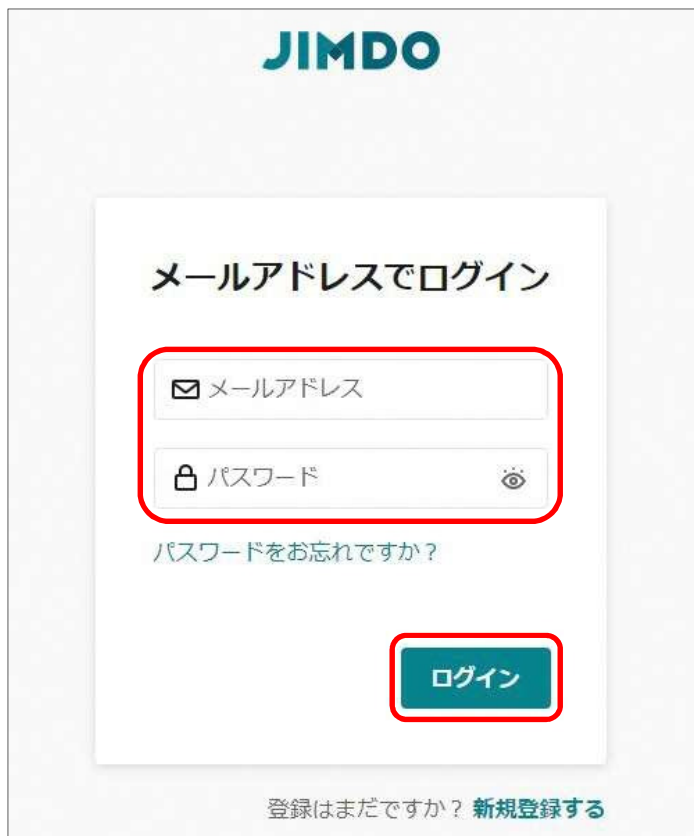 JIMDO
メールアドレスでログイン
メールアドレス
パスワード
パスワードをお忘れですか？
ログイン
登録はまだですか？ 新規登録する